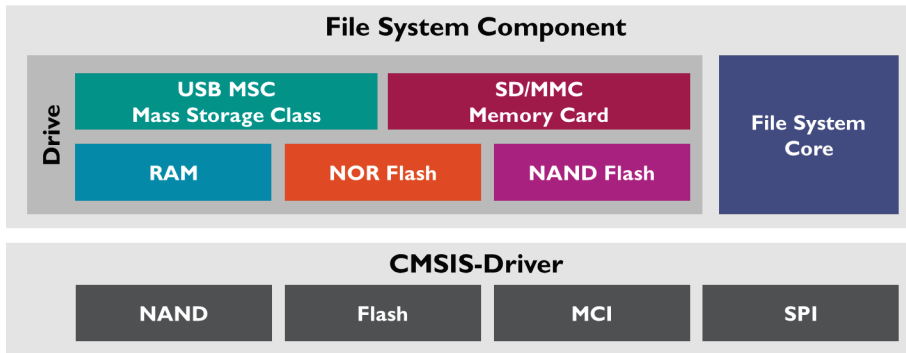 File System Component
Drive
USB MSC
Mass Storage Class
SD/MMC
Memory Card
RAM
NOR Flash
NAND Flash
File System
Core
CMSIS-Driver
NAND
Flash
MCI
SPI